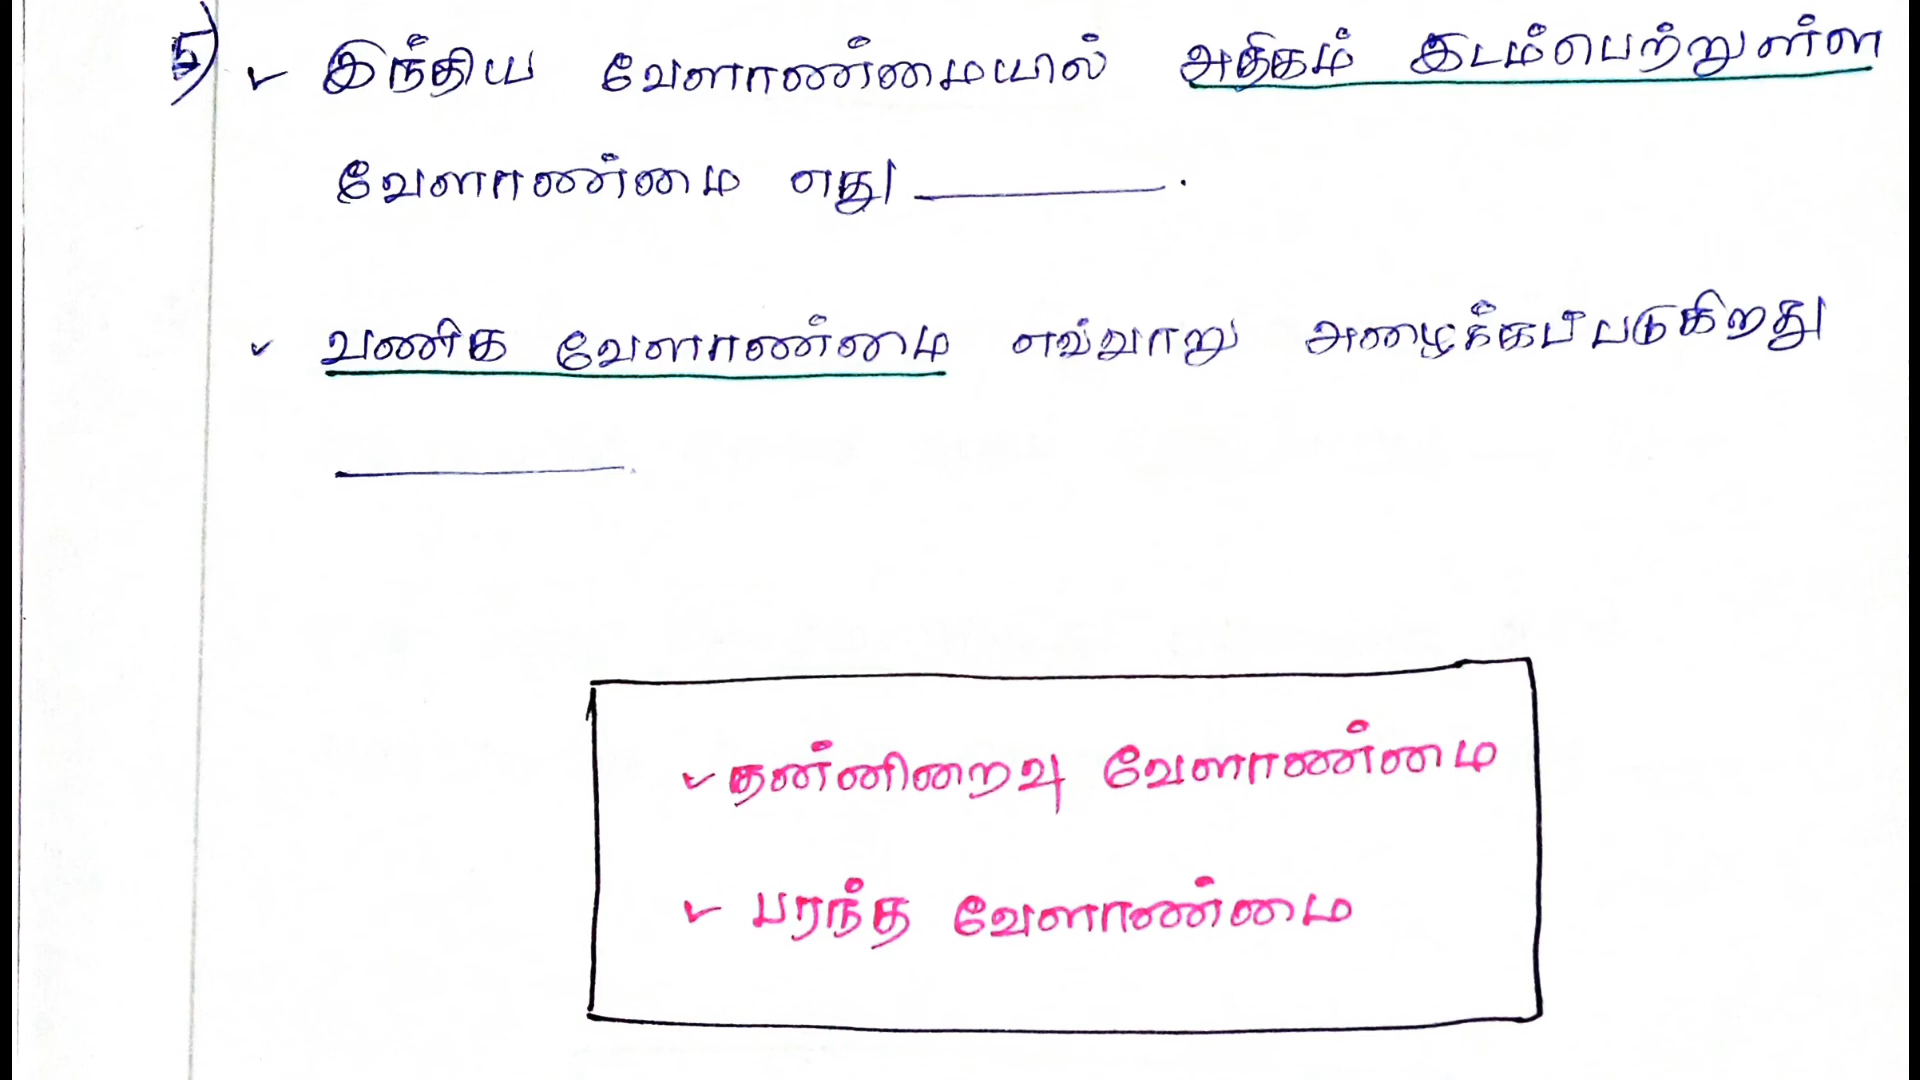 5) ✓ இந்திய வேளாண்மையில் அதிகம் இடம்பெற்றுள்ள
வேளாண்மை எது ________.
✓ வணிக வேளாண்மை எவ்வாறு அழைக்கப்படுகிறது
________.
✓ தன்னிறைவு வேளாண்மை
✓ பரந்த வேளாண்மை